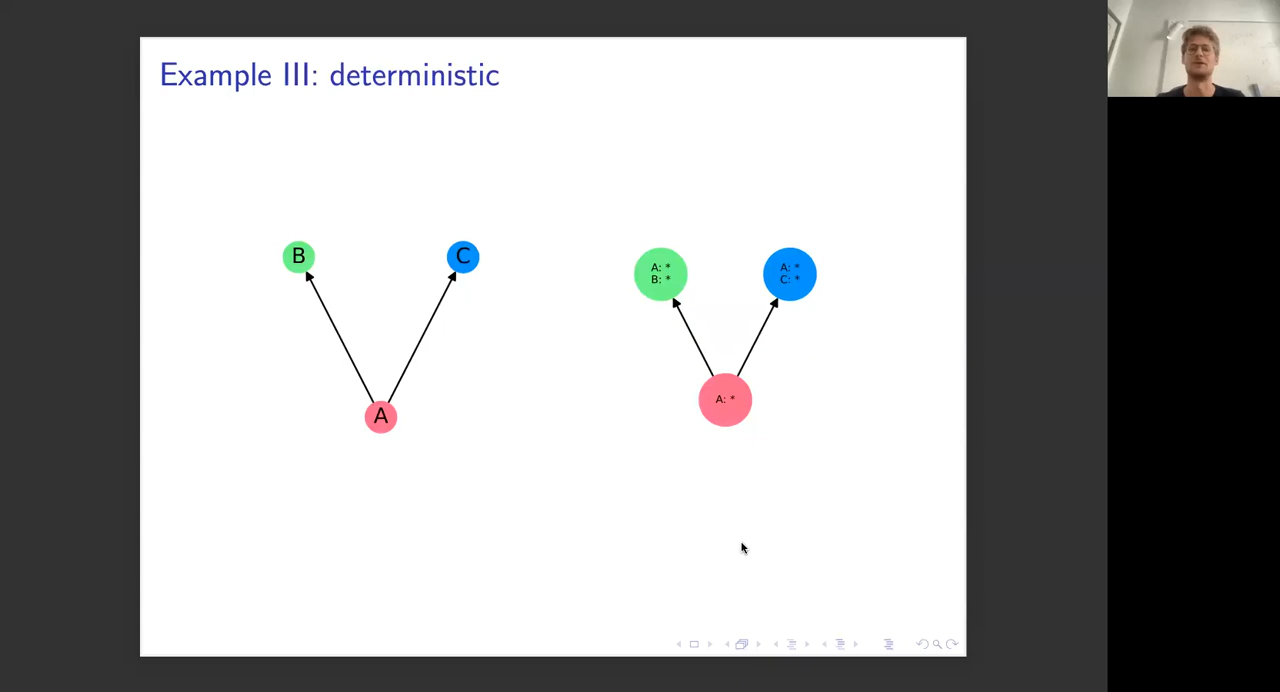 Example III: deterministic
B
C
A
A: *
B: *
A: *
C: *
A: *